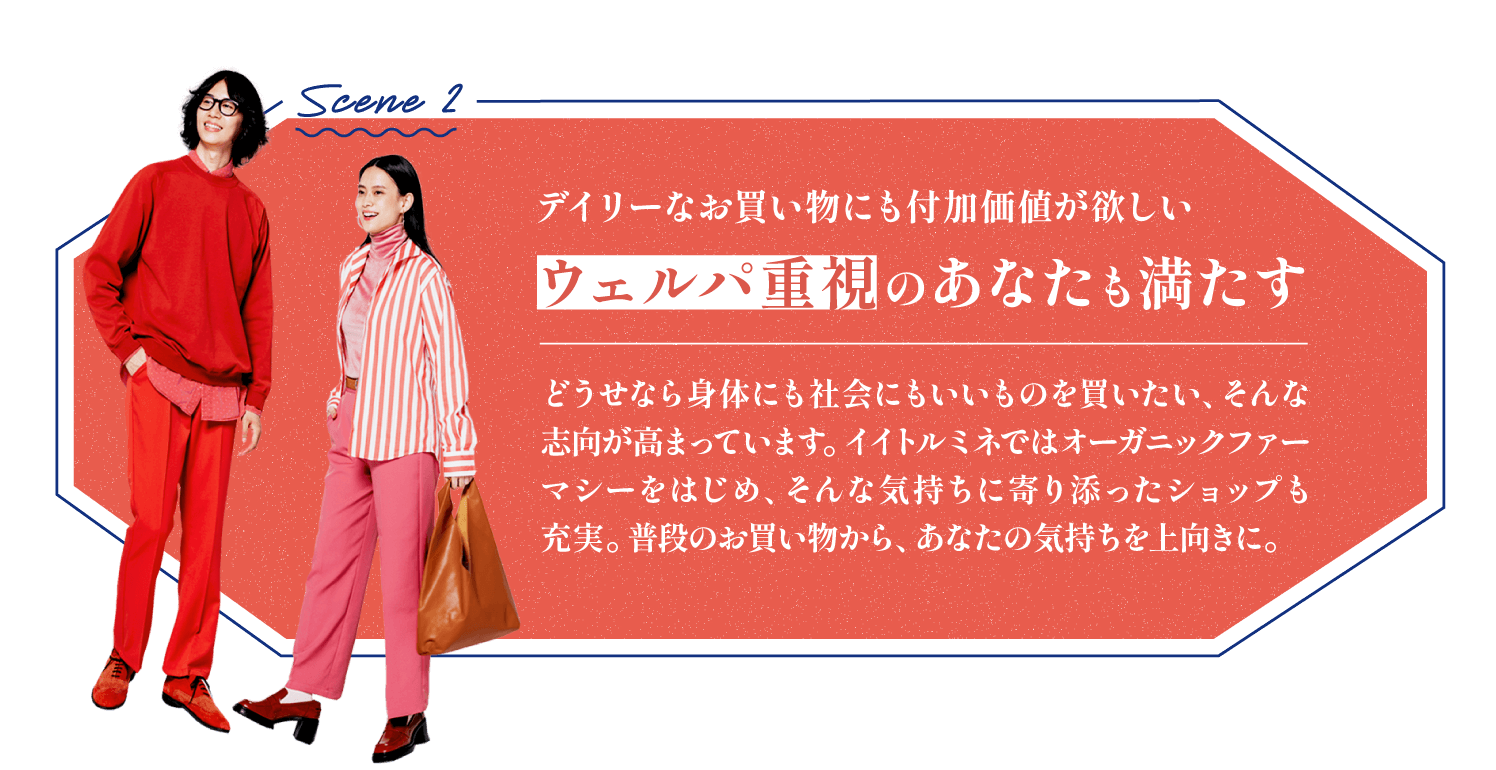 Scene 2
デイリーなお買い物にも付加価値が欲しい
ウェルパ重視のあなたも満たす
どうせなら身体にも社会にもいいものを買いたい、そんな
志向が高まっています。イイトルミネではオーガニックファー
マシーをはじめ、そんな気持ちに寄り添ったショップも
充実。普段のお買い物から、あなたの気持ちを上向きに。